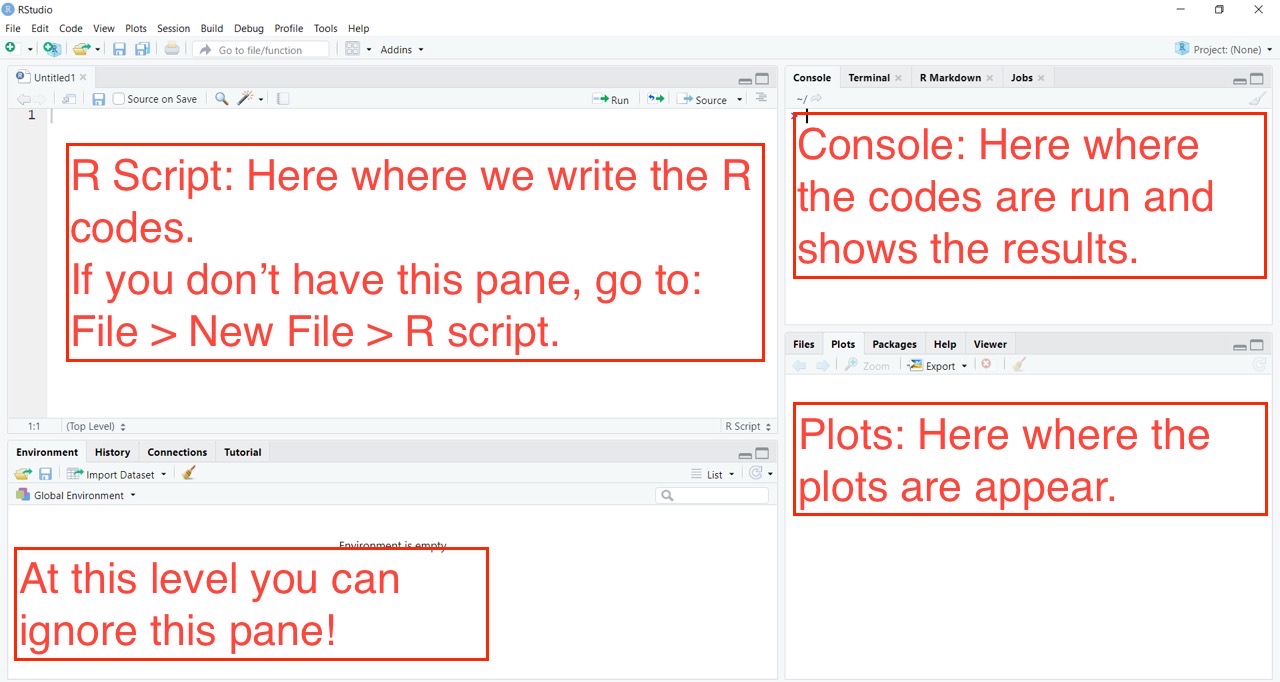 RStudio
File Edit Code View Plots Session Build Debug Profile Tools Help
Go to file/function Addins Project: (None)
Untitled1
Source on Save Run Source
1
R Script: Here where we write the R
codes.
If you don’t have this pane, go to:
File > New File > R script.
1:1 (Top Level) R Script
Console Terminal R Markdown Jobs
~/
>
Console: Here where
the codes are run and
shows the results.
Environment History Connections Tutorial
Import Dataset List
Global Environment
Environment is empty
At this level you can
ignore this pane!
Files Plots Packages Help Viewer
Zoom Export
Plots: Here where the
plots are appear.